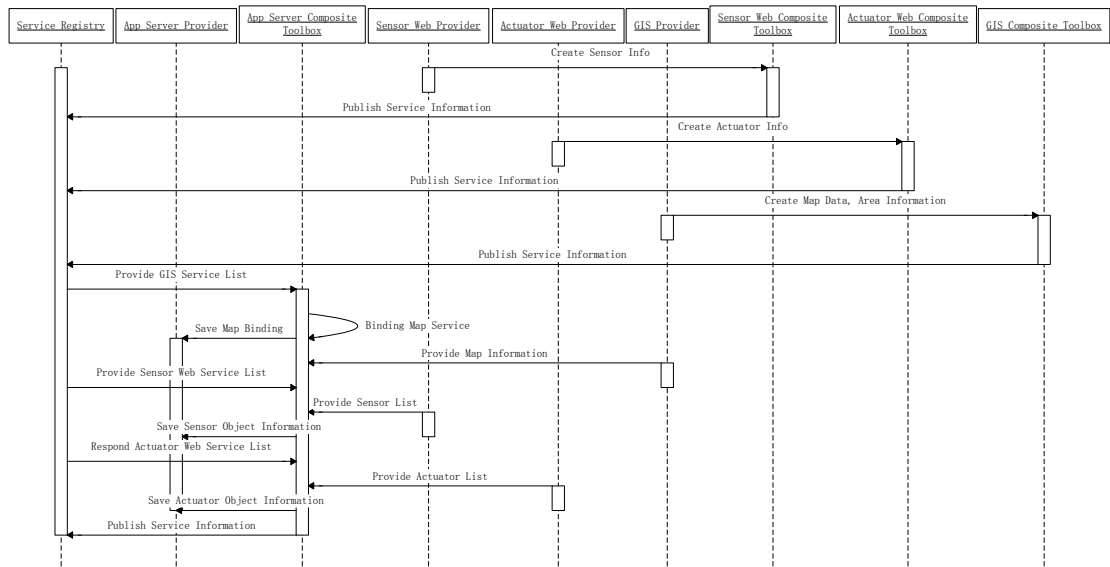 Service Registry
App Server Provider
App Server Composite
Toolbox
Sensor Web Provider
Actuator Web Provider
GIS Provider
Sensor Web Composite
Toolbox
Actuator Web Composite
Toolbox
GIS Composite Toolbox
Create Sensor Info
Publish Service Information
Create Actuator Info
Publish Service Information
Create Map Data, Area Information
Publish Service Information
Provide GIS Service List
Binding Map Service
Save Map Binding
Provide Map Information
Provide Sensor Web Service List
Provide Sensor List
Save Sensor Object Information
Respond Actuator Web Service List
Provide Actuator List
Save Actuator Object Information
Publish Service Information